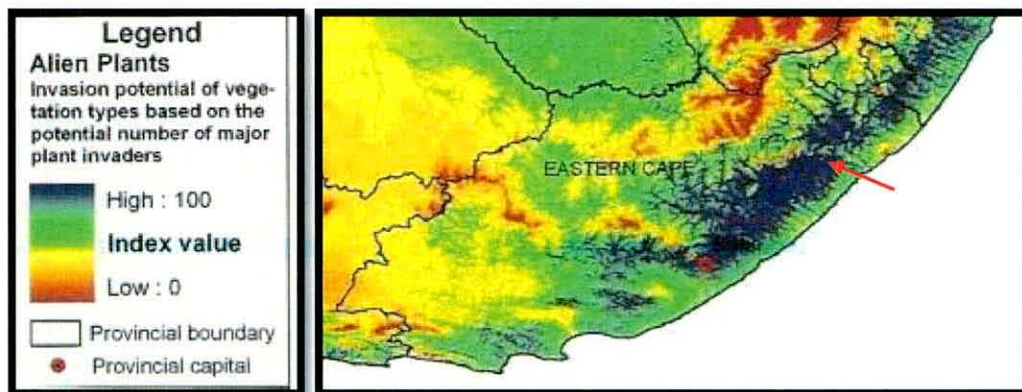 Legend
Alien Plants
Invasion potential of vege-
tation types based on the
potential number of major
plant invaders
High : 100
Index value
Low : 0
Provincial boundary
Provincial capital
EASTERN CAPE